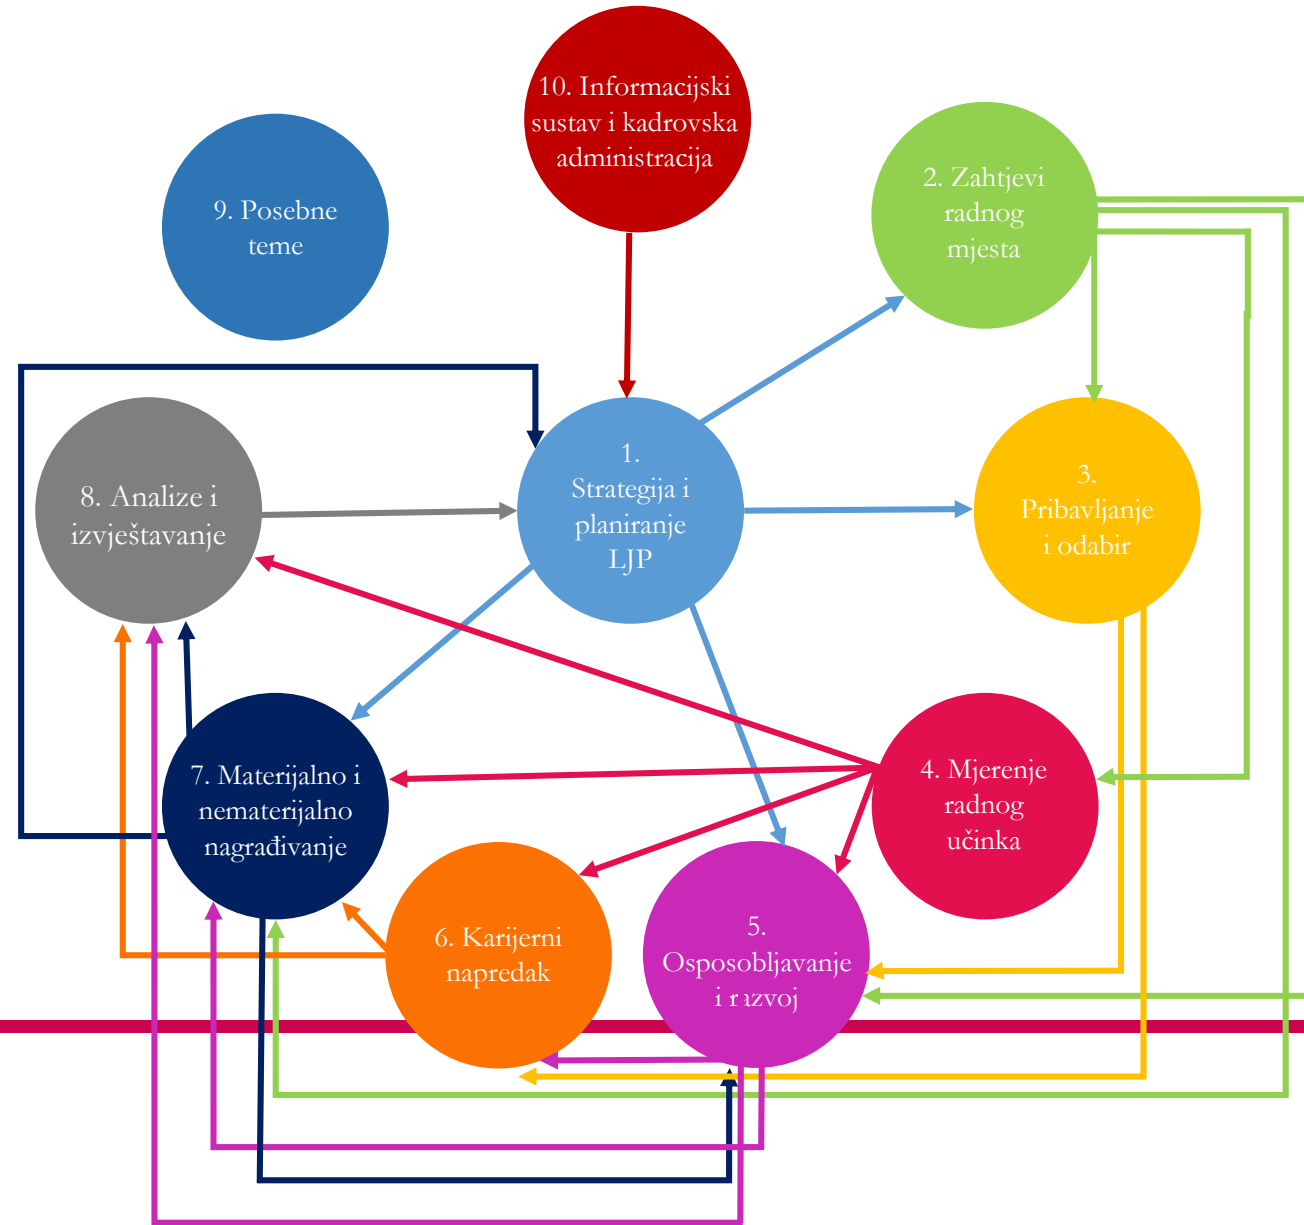 10. Informacijski
sustav i kadrovska
administracija
9. Posebne
teme
2. Zahtjevi
radnog
mjesta
8. Analize i
izvještavanje
1.
Strategija i
planiranje
LJP
3.
Pribavljanje
i odabir
7. Materijalno i
nematerijalno
nagrađivanje
4. Mjerenje
radnog
učinka
6. Karijerni
napredak
5.
Osposobljavanje
i razvoj